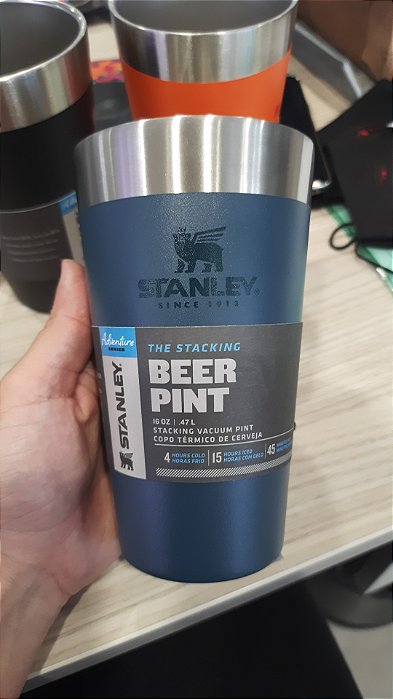 STANLEY®
SINCE 1913
Adventure
SERIES
STANLEY
THE STACKING
BEER
PINT
16 OZ | .47 L
STACKING VACUUM PINT
COPO TÉRMICO DE CERVEJA
4 HOURS COLD
HORAS FRIO
15 HOURS ICED
HORAS COM GELO
45